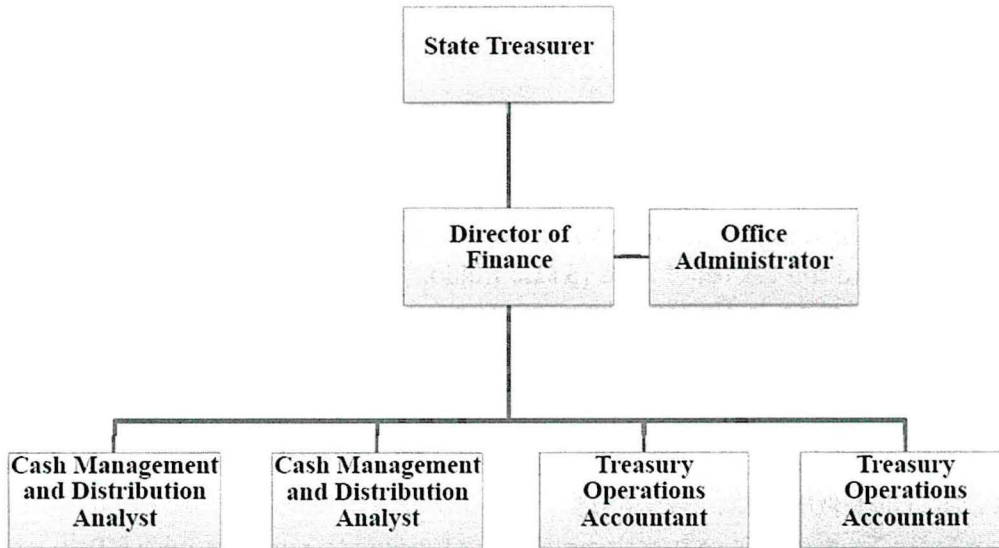 State Treasurer
Director of
Finance
Office
Administrator
Cash Management
and Distribution
Analyst
Cash Management
and Distribution
Analyst
Treasury
Operations
Accountant
Treasury
Operations
Accountant